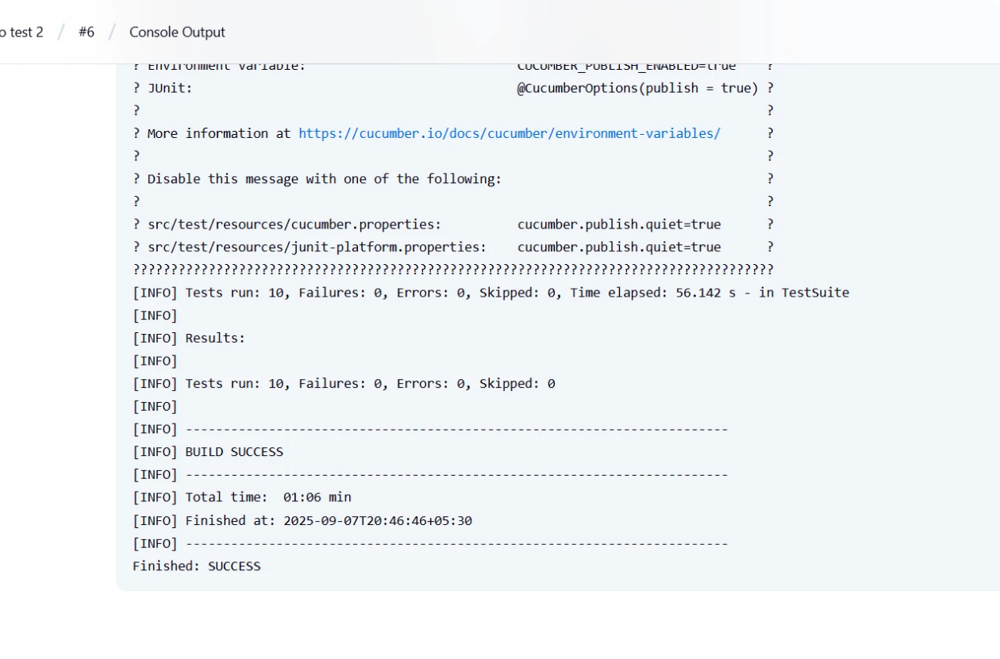 o test 2 / #6 / Console Output
? Environment variable: CUCUMBER_PUBLISH_ENABLED=true ?
? JUnit: @CucumberOptions(publish = true) ?
? ?
? More information at https://cucumber.io/docs/cucumber/environment-variables/ ?
? ?
? Disable this message with one of the following: ?
? ?
? src/test/resources/cucumber.properties: cucumber.publish.quiet=true ?
? src/test/resources/junit-platform.properties: cucumber.publish.quiet=true ?
?????????????????????????????????????????????????????????????????????????????????????
[INFO] Tests run: 10, Failures: 0, Errors: 0, Skipped: 0, Time elapsed: 56.142 s - in TestSuite
[INFO]
[INFO] Results:
[INFO]
[INFO] Tests run: 10, Failures: 0, Errors: 0, Skipped: 0
[INFO]
[INFO] ------------------------------------------------------------------------
[INFO] BUILD SUCCESS
[INFO] ------------------------------------------------------------------------
[INFO] Total time:  01:06 min
[INFO] Finished at: 2025-09-07T20:46:46+05:30
[INFO] ------------------------------------------------------------------------
Finished: SUCCESS